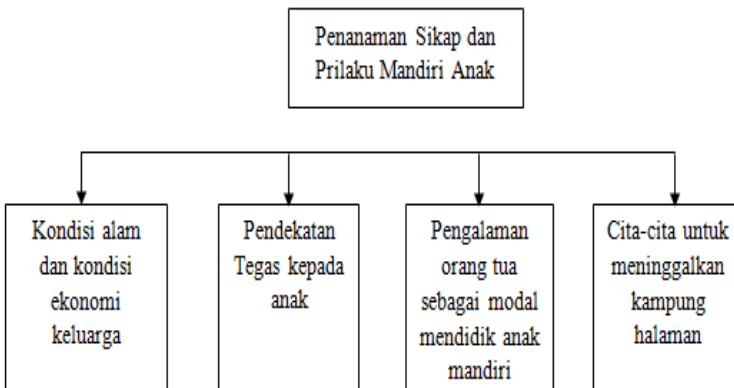 Penanaman Sikap dan
Prilaku Mandiri Anak
Kondisi alam
dan kondisi
ekonomi
keluarga
Pendekatan
Tegas kepada
anak
Pengalaman
orang tua
sebagai modal
mendidik anak
mandiri
Cita-cita untuk
meninggalkan
kampung
halaman